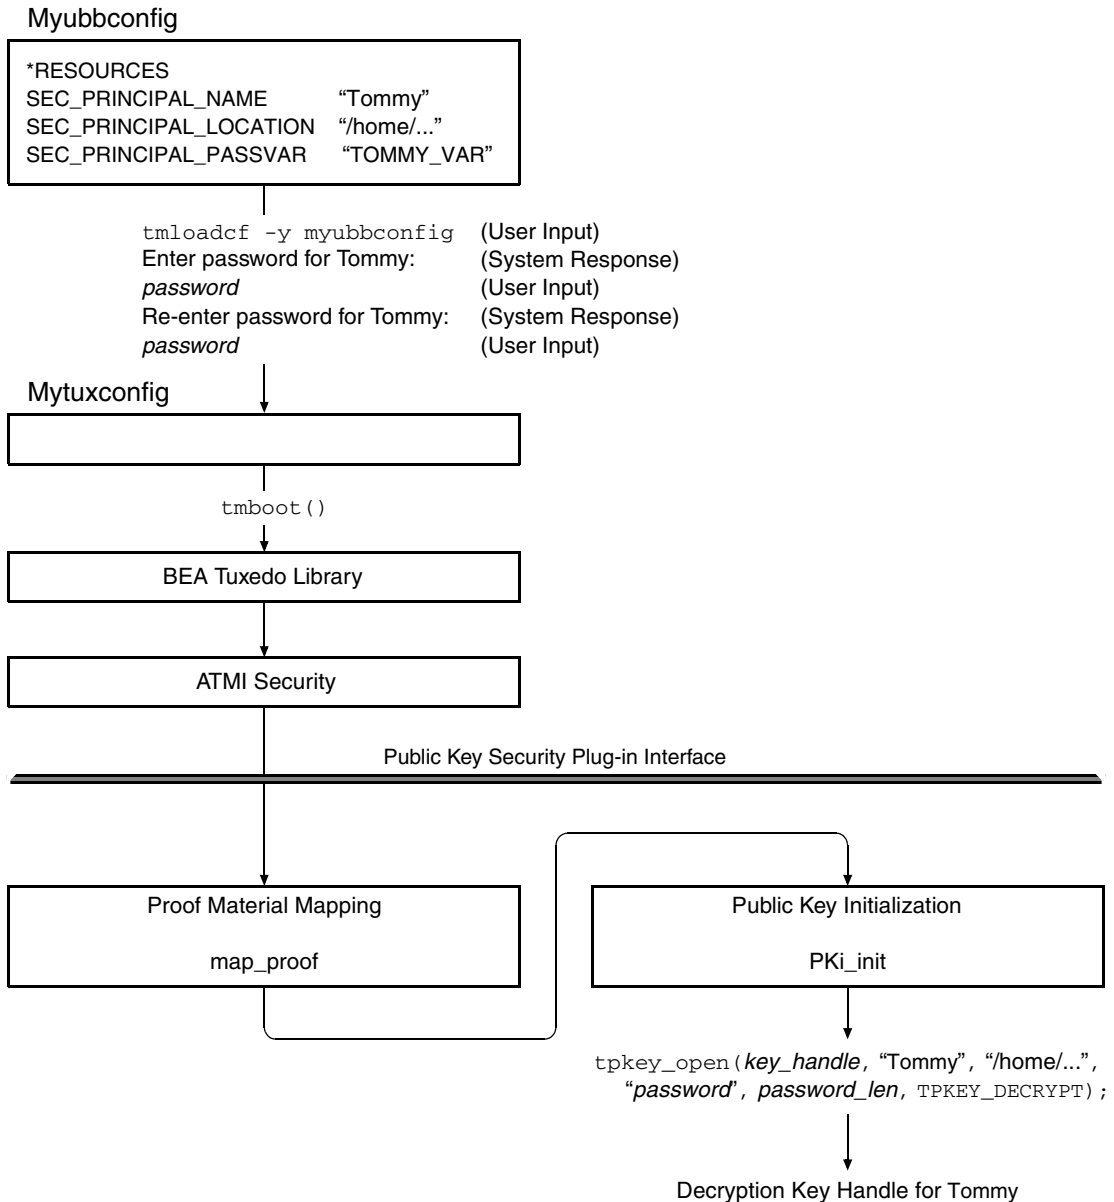 Myubbconfig
*RESOURCES
SEC_PRINCIPAL_NAME “Tommy”
SEC_PRINCIPAL_LOCATION “/home/...”
SEC_PRINCIPAL_PASSVAR “TOMMY_VAR”
tmloadcf -y myubbconfig (User Input)
Enter password for Tommy: (System Response)
password (User Input)
Re-enter password for Tommy: (System Response)
password (User Input)
Mytuxconfig
tmboot()
BEA Tuxedo Library
ATMI Security
Public Key Security Plug-in Interface
Proof Material Mapping
map_proof
Public Key Initialization
PKi_init
tpkey_open(key_handle, “Tommy”, “/home/...”,
“password”, password_len, TPKEY_DECRYPT);
Decryption Key Handle for Tommy